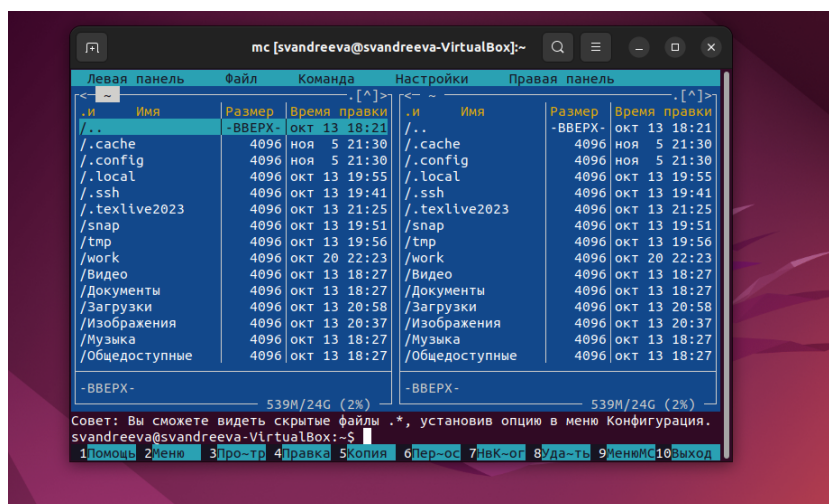 mc [svandreeva@svandreeva-VirtualBox]:~
Левая панель Файл Команда Настройки Правая панель
<─ ~ ─.[^]>┐ ┌<─ ~ ─.[^]>
.и Имя Размер Время правки .и Имя Размер Время правки
/.. -ВВЕРХ- окт 13 18:21 /.. -ВВЕРХ- окт 13 18:21
/.cache 4096 ноя 5 21:30 /.cache 4096 ноя 5 21:30
/.config 4096 ноя 5 21:30 /.config 4096 ноя 5 21:30
/.local 4096 окт 13 19:55 /.local 4096 окт 13 19:55
/.ssh 4096 окт 13 19:41 /.ssh 4096 окт 13 19:41
/.texlive2023 4096 окт 13 21:25 /.texlive2023 4096 окт 13 21:25
/snap 4096 окт 13 19:51 /snap 4096 окт 13 19:51
/tmp 4096 окт 13 19:56 /tmp 4096 окт 13 19:56
/work 4096 окт 20 22:23 /work 4096 окт 20 22:23
/Видео 4096 окт 13 18:27 /Видео 4096 окт 13 18:27
/Документы 4096 окт 13 18:27 /Документы 4096 окт 13 18:27
/Загрузки 4096 окт 13 20:58 /Загрузки 4096 окт 13 20:58
/Изображения 4096 окт 13 20:37 /Изображения 4096 окт 13 20:37
/Музыка 4096 окт 13 18:27 /Музыка 4096 окт 13 18:27
/Общедоступные 4096 окт 13 18:27 /Общедоступные 4096 окт 13 18:27
-ВВЕРХ- -ВВЕРХ-
539M/24G (2%) 539M/24G (2%)
Совет: Вы сможете видеть скрытые файлы .*, установив опцию в меню Конфигурация.
svandreeva@svandreeva-VirtualBox:~$
1Помощь 2Меню 3Про~тр 4Правка 5Копия 6Пер~ос 7НвК~ог 8Уда~ть 9МенюMC 10Выход